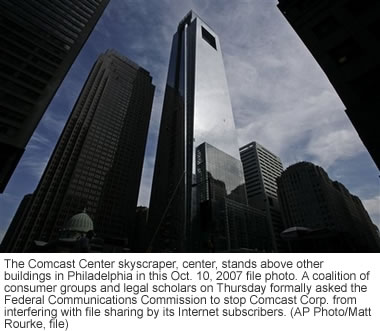 The Comcast Center skyscraper, center, stands above other
buildings in Philadelphia in this Oct. 10, 2007 file photo. A coalition of
consumer groups and legal scholars on Thursday formally asked the
Federal Communications Commission to stop Comcast Corp. from
interfering with file sharing by its Internet subscribers. (AP Photo/Matt
Rourke, file)